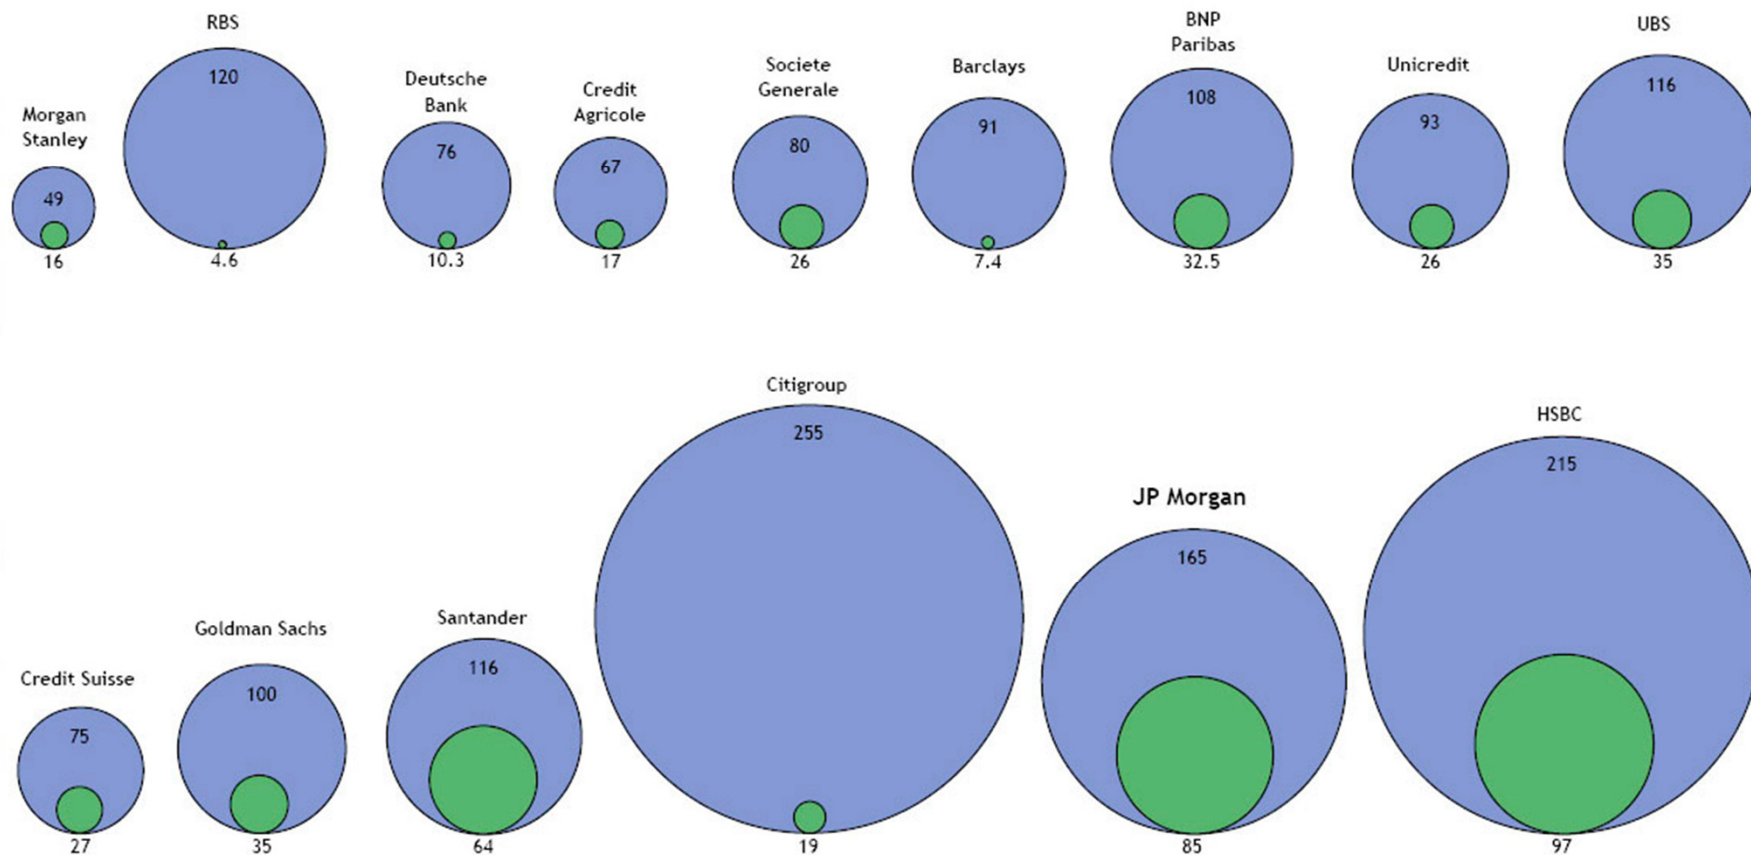 RBS
120
4.6
Morgan
Stanley
49
16
Deutsche
Bank
76
10.3
Credit
Agricole
67
17
Societe
Generale
80
26
Barclays
91
7.4
BNP
Paribas
108
32.5
Unicredit
93
26
UBS
116
35
Credit Suisse
75
27
Goldman Sachs
100
35
Santander
116
64
Citigroup
255
19
JP Morgan
165
85
HSBC
215
97